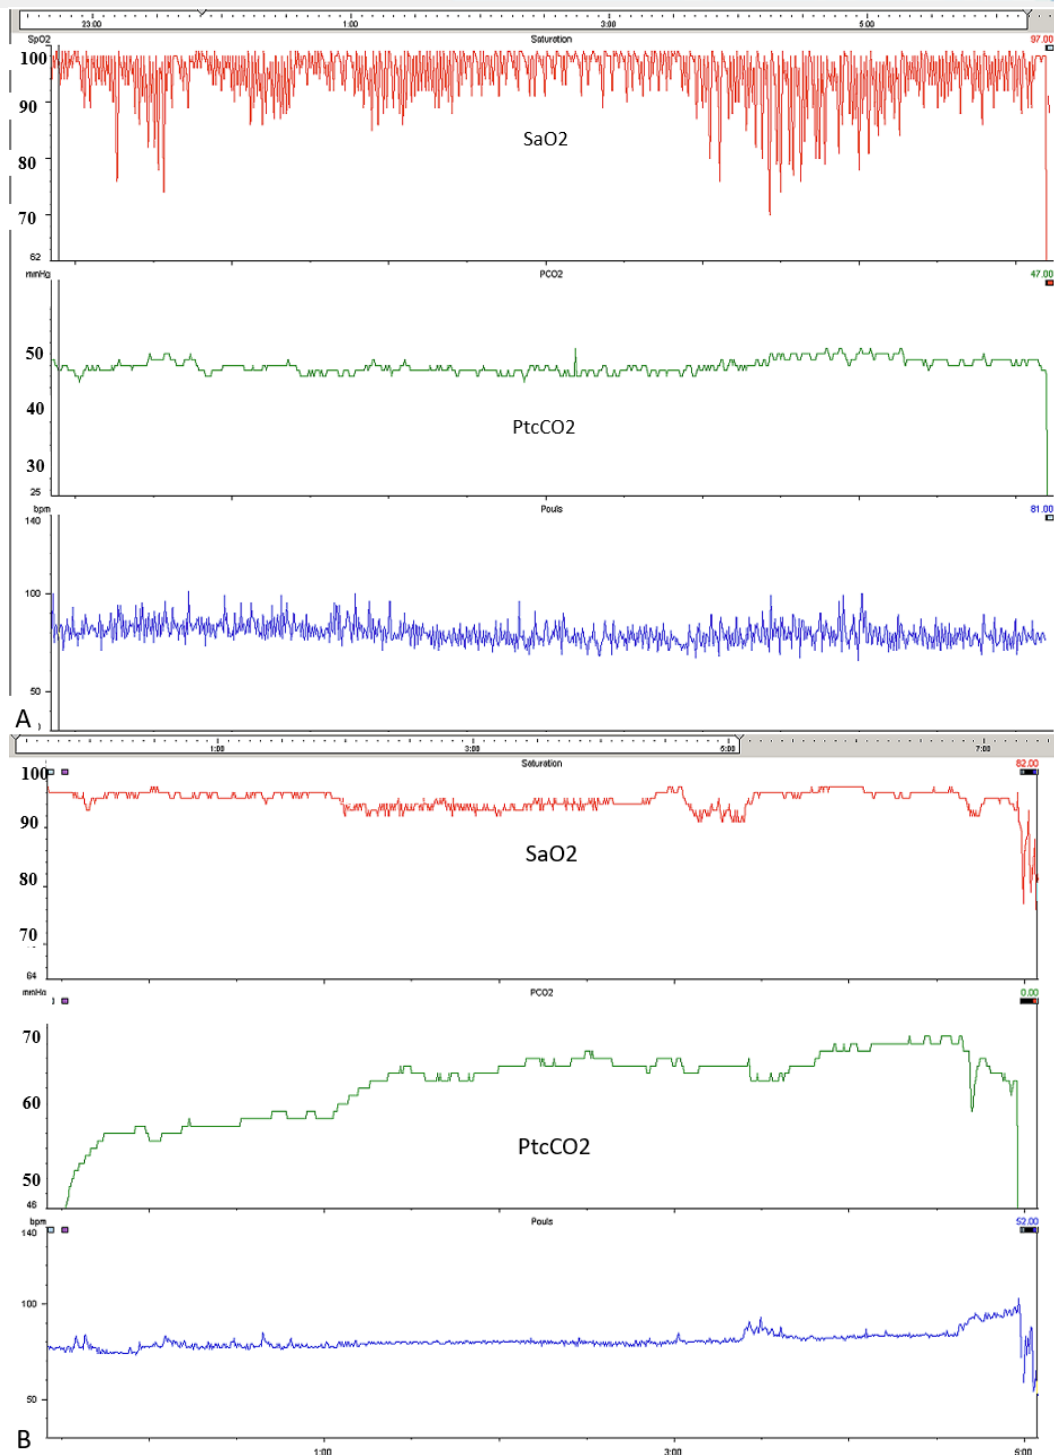 23:00 1:00 3:00 5:00
SpO2 Saturation 97.00
100
90
SaO2
80
70
62
mmHg PCO2 47.00
50
40
PtcCO2
30
25
bpm Pouls 81.00
140
100
50
A
1:00 3:00 5:00 7:00
Saturation 82.00
100
90
SaO2
80
70
64
mmHg PCO2 0.00
70
60
PtcCO2
50
46
bpm Pouls 52.00
140
100
50
B
1:00 3:00 5:00